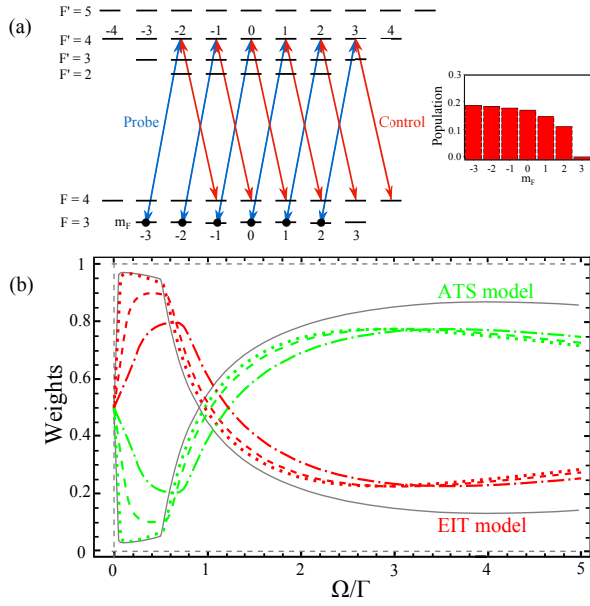 (a)
F' = 5
-4 -3 -2 -1 0 1 2 3 4
F' = 4
F' = 3
F' = 2
Probe
Control
F = 4
F = 3
m_F
-3 -2 -1 0 1 2 3
Population
0.3
0.2
0.1
0.0
-3 -2 -1 0 1 2 3
m_F
(b)
Weights
1
0.8
0.6
0.4
0.2
0
ATS model
EIT model
0 1 2 3 4 5
Ω/Γ